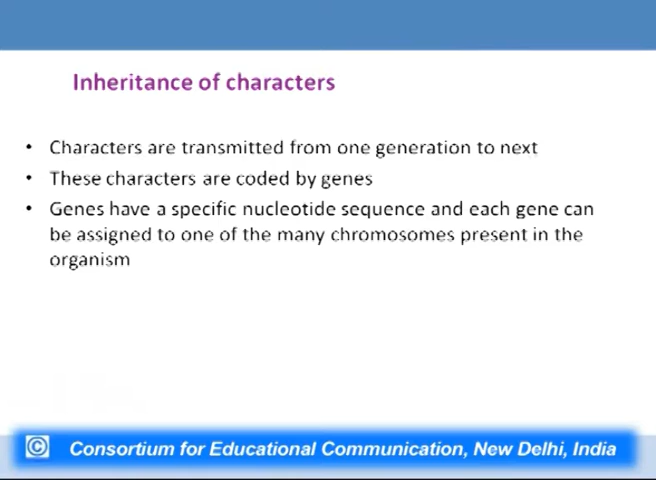 Inheritance of characters
• Characters are transmitted from one generation to next
• These characters are coded by genes
• Genes have a specific nucleotide sequence and each gene can
be assigned to one of the many chromosomes present in the
organism
© Consortium for Educational Communication, New Delhi, India